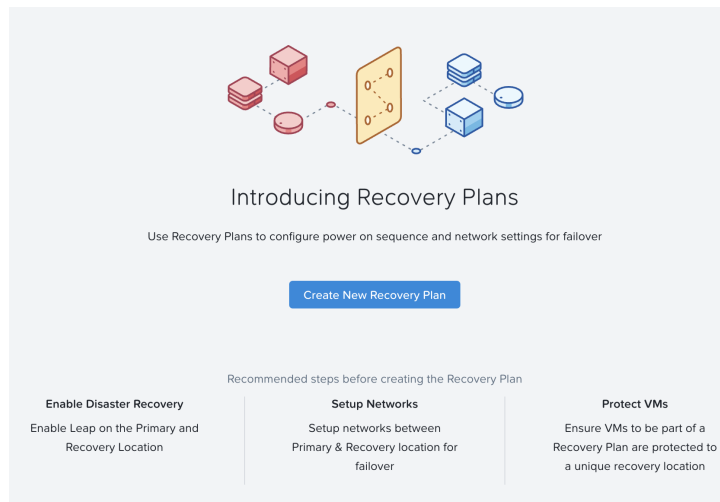 Introducing Recovery Plans
Use Recovery Plans to configure power on sequence and network settings for failover
Create New Recovery Plan
Recommended steps before creating the Recovery Plan
Enable Disaster Recovery
Enable Leap on the Primary and
Recovery Location
Setup Networks
Setup networks between
Primary & Recovery location for
failover
Protect VMs
Ensure VMs to be part of a
Recovery Plan are protected to
a unique recovery location